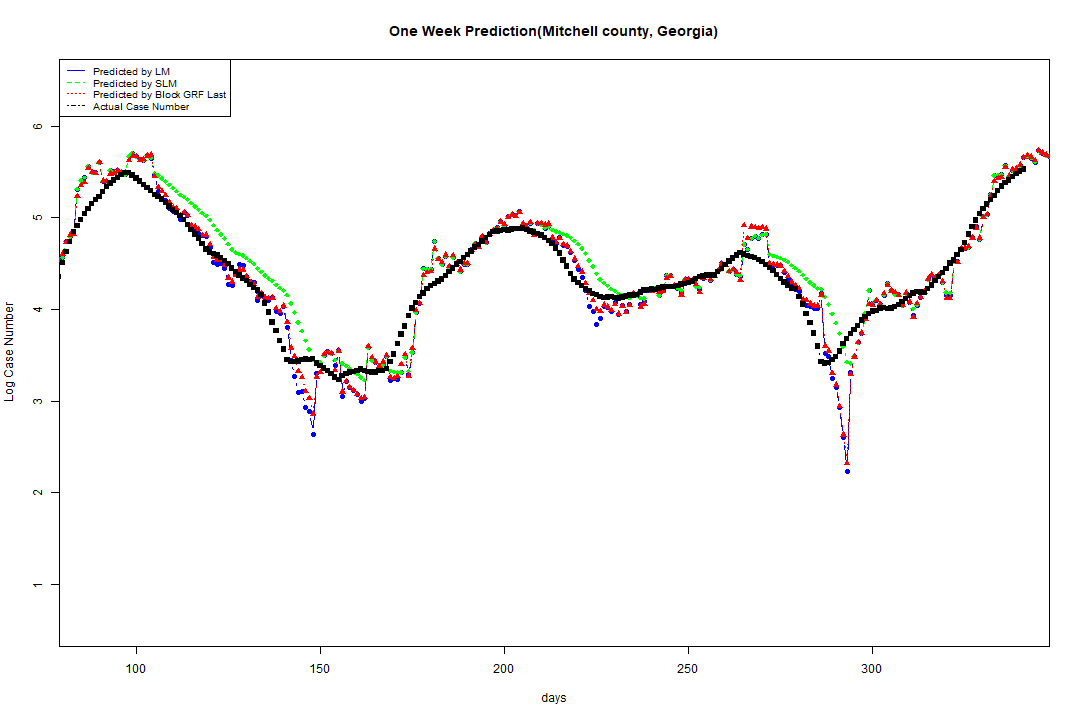 One Week Prediction(Mitchell county, Georgia)
Predicted by LM
Predicted by SLM
Predicted by Block GRF Last
Actual Case Number
6
5
4
3
2
1
Log Case Number
100 150 200 250 300
days